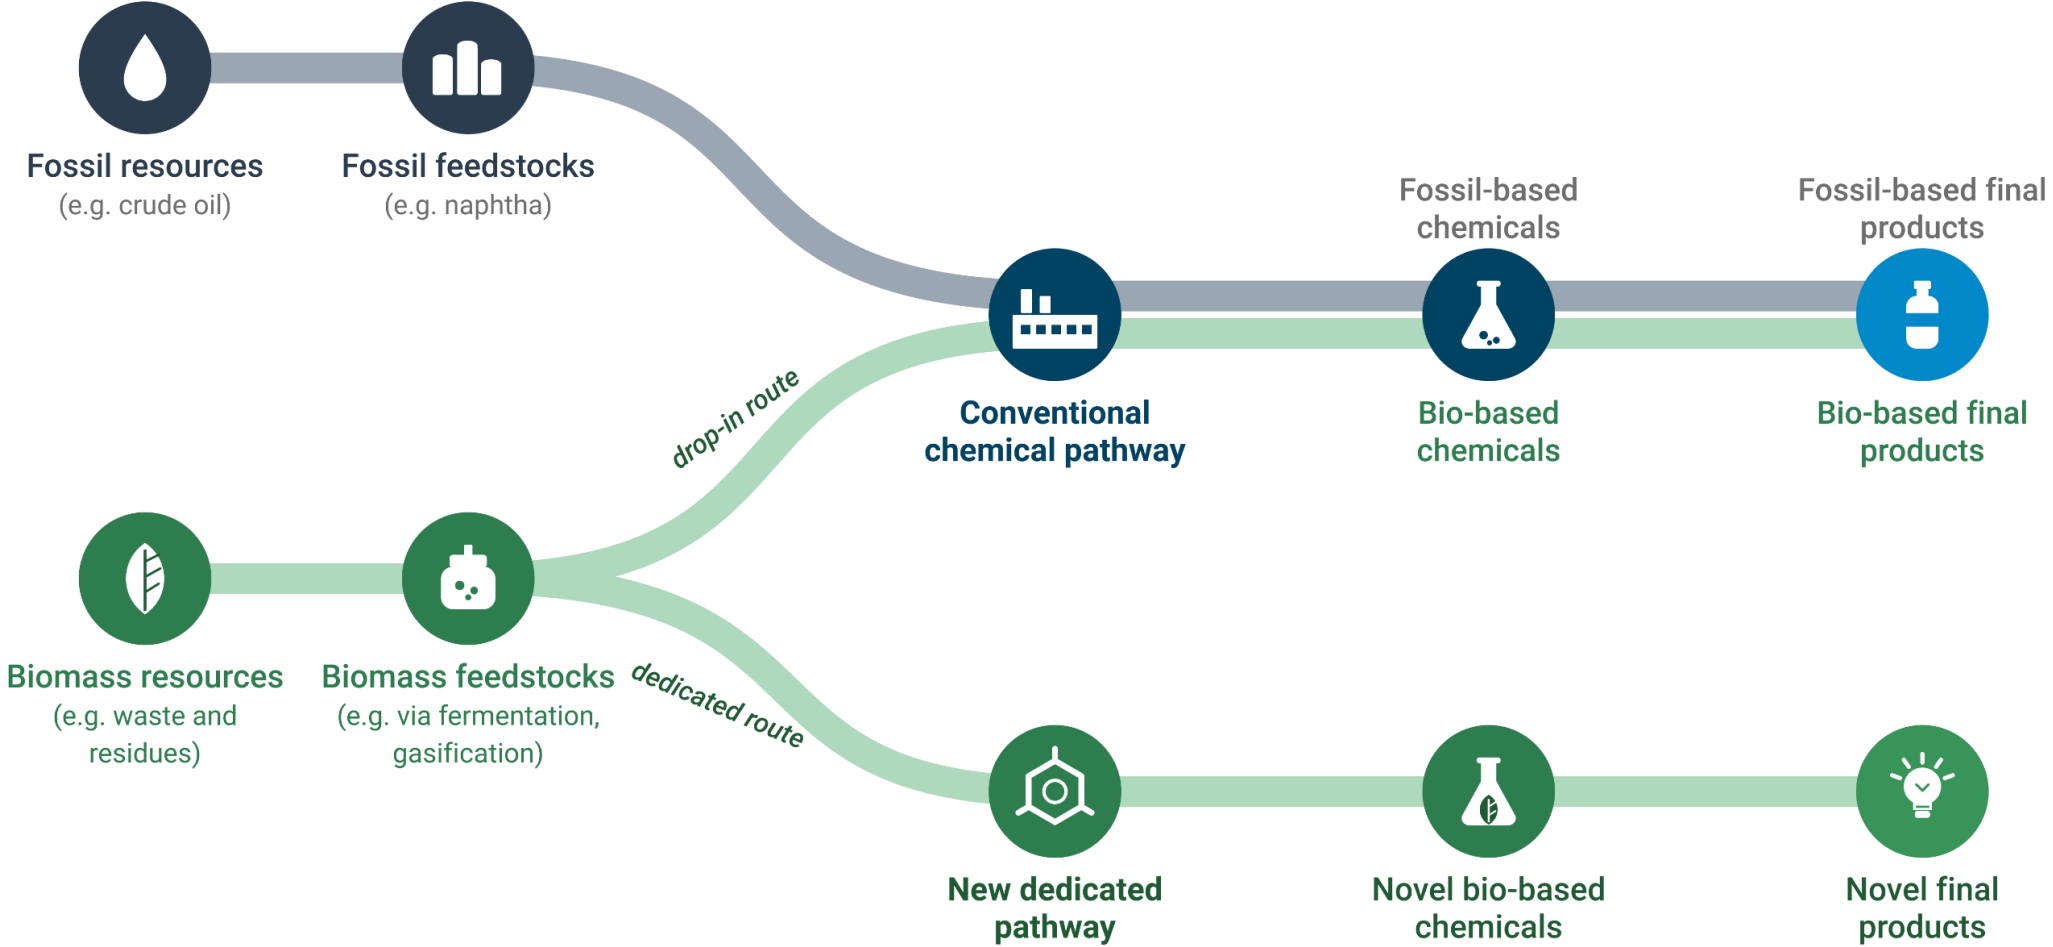 Fossil resources
(e.g. crude oil)
Fossil feedstocks
(e.g. naphtha)
Fossil-based
chemicals
Fossil-based final
products
drop-in route
Conventional
chemical pathway
Bio-based
chemicals
Bio-based final
products
Biomass resources
(e.g. waste and
residues)
Biomass feedstocks
(e.g. via fermentation,
gasification)
dedicated route
New dedicated
pathway
Novel bio-based
chemicals
Novel final
products